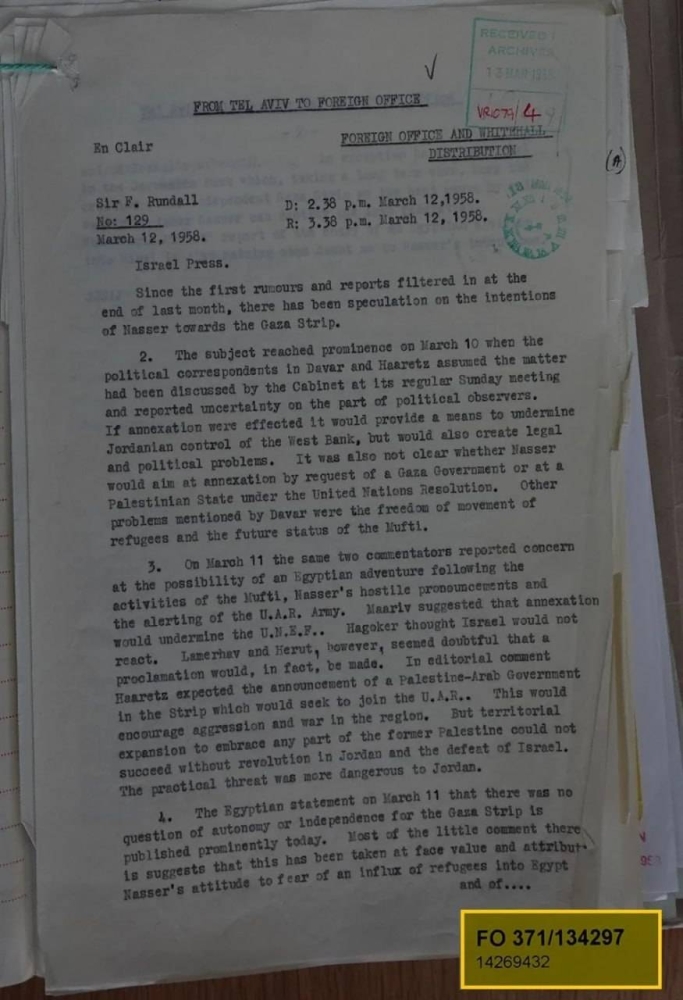 RECEIVED
ARCHIVES
VR1079/4
FROM TEL AVIV TO FOREIGN OFFICE
En Clair
FOREIGN OFFICE AND WHITEHALL
DISTRIBUTION
(A)
Sir F. Rundall
No: 129
March 12, 1958.
D: 2.38 p.m. March 12,1958.
R: 3.38 p.m. March 12, 1958.
Israel Press.
Since the first rumours and reports filtered in at the
end of last month, there has been speculation on the intentions
of Nasser towards the Gaza Strip.
2. The subject reached prominence on March 10 when the
political correspondents in Davar and Haaretz assumed the matter
had been discussed by the Cabinet at its regular Sunday meeting
and reported uncertainty on the part of political observers.
If annexation were effected it would provide a means to undermine
Jordanian control of the West Bank, but would also create legal
and political problems. It was also not clear whether Nasser
would aim at annexation by request of a Gaza Government or at a
Palestinian State under the United Nations Resolution. Other
problems mentioned by Davar were the freedom of movement of
refugees and the future status of the Mufti.
3. On March 11 the same two commentators reported concern
at the possibility of an Egyptian adventure following the
activities of the Mufti, Nasser's hostile pronouncements and
the alerting of the U.A.R. Army. Maariv suggested that annexation
would undermine the U.N.E.F.. Hagoker thought Israel would not
react. Lamerhav and Herut, however, seemed doubtful that a
proclamation would, in fact, be made. In editorial comment
Haaretz expected the announcement of a Palestine-Arab Government
in the Strip which would seek to join the U.A.R.. This would
encourage aggression and war in the region. But territorial
expansion to embrace any part of the former Palestine could not
succeed without revolution in Jordan and the defeat of Israel.
The practical threat was more dangerous to Jordan.
4. The Egyptian statement on March 11 that there was no
question of autonomy or independence for the Gaza Strip is
published prominently today. Most of the little comment there
is suggests that this has been taken at face value and attribut
Nasser's attitude to fear of an influx of refugees into Egypt
and of....
FO 371/134297
14269432